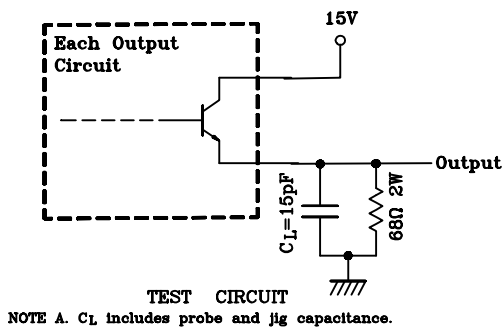 15V
Each Output
Circuit
Output
CL=15pF
68Ω 2W
TEST CIRCUIT
NOTE A. CL includes probe and jig capacitance.